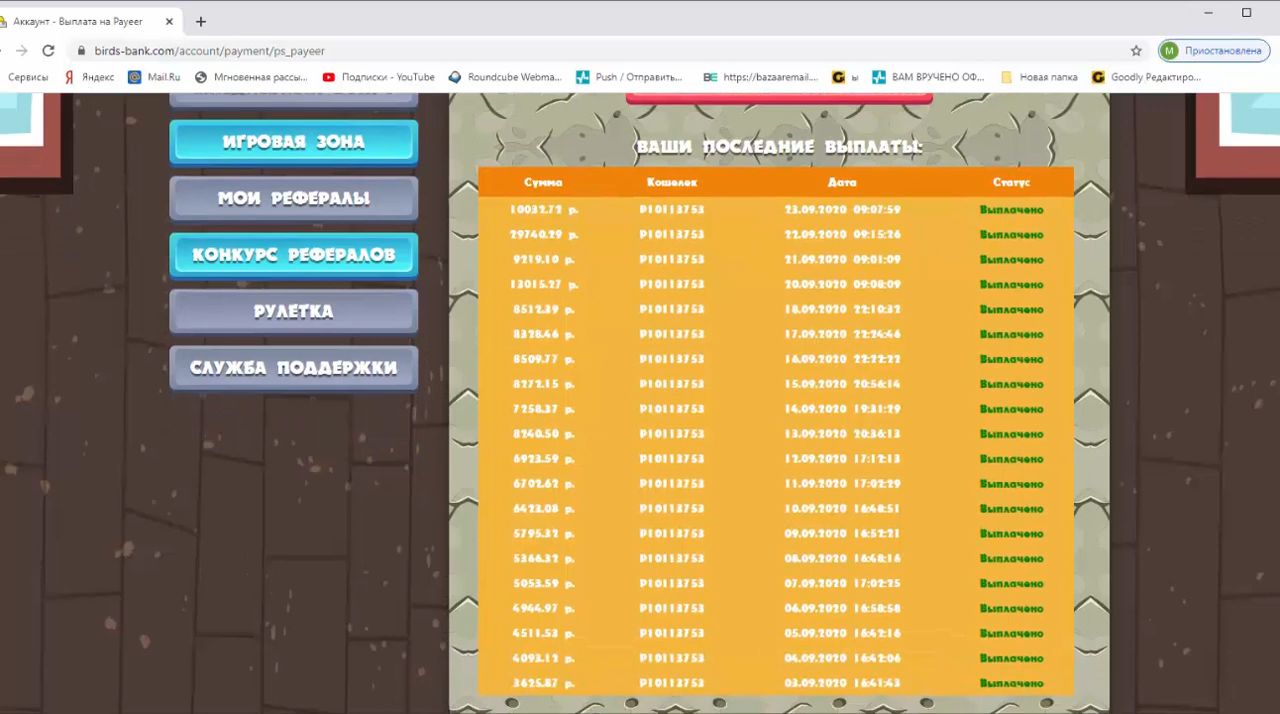 Аккаунт - Выплата на Payeer
birds-bank.com/account/payment/ps_payeer
M Приостановлена
Сервисы Яндекс Mail.Ru Мгновенная рассы... Подписки - YouTube Roundcube Webma... Push / Отправить... https://bazaaremail.... ы ВАМ ВРУЧЕНО ОФ... Новая папка Goodly Редактиро...
ИГРОВАЯ ЗОНА
МОИ РЕФЕРАЛЫ
КОНКУРС РЕФЕРАЛОВ
РУЛЕТКА
СЛУЖБА ПОДДЕРЖКИ
ВАШИ ПОСЛЕДНИЕ ВЫПЛАТЫ:
Сумма Кошелек Дата Статус
10032.72 р. P10113753 23.09.2020 09:07:59 Выплачено
29740.29 р. P10113753 22.09.2020 09:15:26 Выплачено
9219.10 р. P10113753 21.09.2020 09:01:09 Выплачено
13015.27 р. P10113753 20.09.2020 09:08:09 Выплачено
8512.39 р. P10113753 18.09.2020 22:10:32 Выплачено
8328.46 р. P10113753 17.09.2020 22:24:46 Выплачено
8509.77 р. P10113753 16.09.2020 22:22:22 Выплачено
8272.15 р. P10113753 15.09.2020 20:56:14 Выплачено
7258.37 р. P10113753 14.09.2020 19:31:29 Выплачено
8240.50 р. P10113753 13.09.2020 20:36:13 Выплачено
6923.59 р. P10113753 12.09.2020 17:12:13 Выплачено
6702.62 р. P10113753 11.09.2020 17:02:29 Выплачено
6423.08 р. P10113753 10.09.2020 16:48:51 Выплачено
5795.32 р. P10113753 09.09.2020 16:52:21 Выплачено
5366.32 р. P10113753 08.09.2020 16:48:16 Выплачено
5053.59 р. P10113753 07.09.2020 17:02:25 Выплачено
4944.97 р. P10113753 06.09.2020 16:58:58 Выплачено
4511.53 р. P10113753 05.09.2020 16:42:16 Выплачено
4093.12 р. P10113753 04.09.2020 16:42:06 Выплачено
3625.87 р. P10113753 03.09.2020 16:41:43 Выплачено